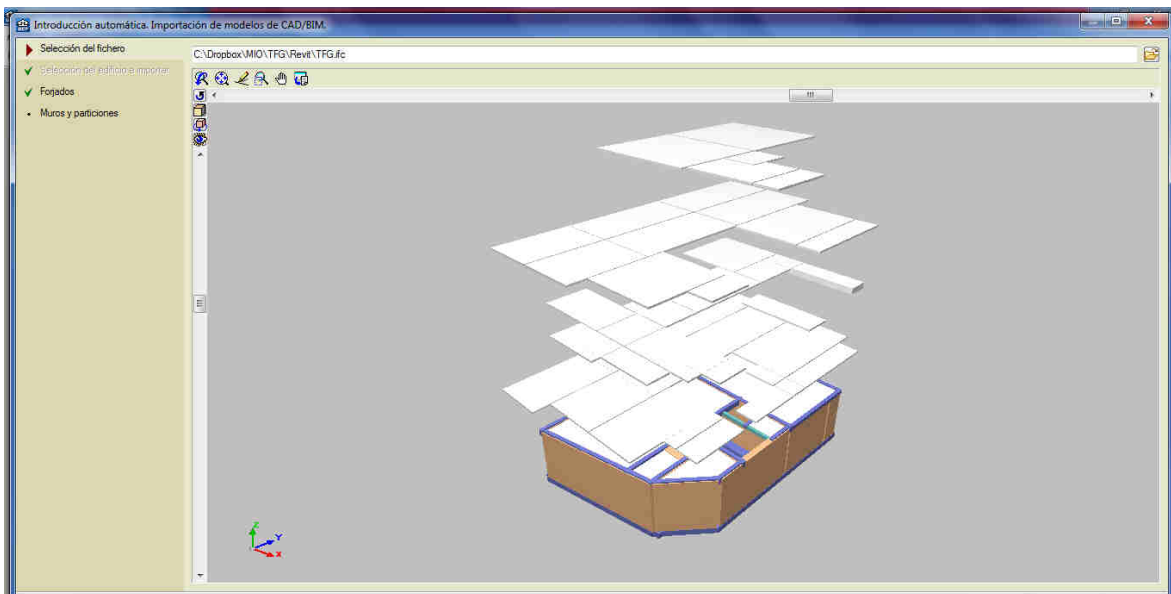 Introducción automática. Importación de modelos de CAD/BIM.
Selección del fichero
C:\Dropbox\MIO\TFG\Revit\TFG.ifc
Selección del edificio a importar
Forjados
Muros y particiones
Z
Y
X